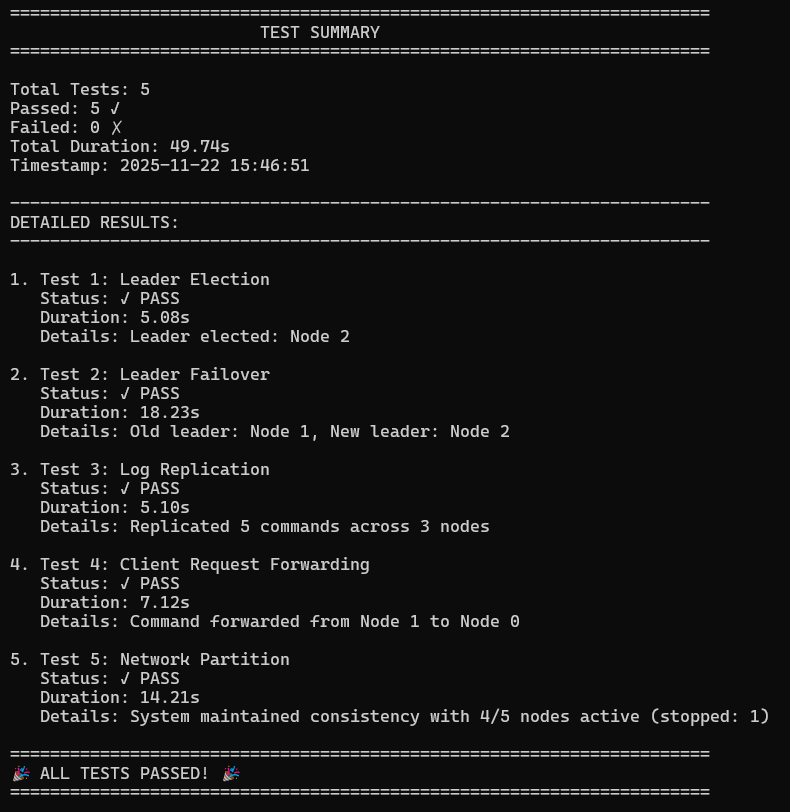 ======================================================================
TEST SUMMARY
======================================================================
Total Tests: 5
Passed: 5 ✓
Failed: 0 ✗
Total Duration: 49.74s
Timestamp: 2025-11-22 15:46:51
----------------------------------------------------------------------
DETAILED RESULTS:
----------------------------------------------------------------------
1. Test 1: Leader Election
Status: ✓ PASS
Duration: 5.08s
Details: Leader elected: Node 2
2. Test 2: Leader Failover
Status: ✓ PASS
Duration: 18.23s
Details: Old leader: Node 1, New leader: Node 2
3. Test 3: Log Replication
Status: ✓ PASS
Duration: 5.10s
Details: Replicated 5 commands across 3 nodes
4. Test 4: Client Request Forwarding
Status: ✓ PASS
Duration: 7.12s
Details: Command forwarded from Node 1 to Node 0
5. Test 5: Network Partition
Status: ✓ PASS
Duration: 14.21s
Details: System maintained consistency with 4/5 nodes active (stopped: 1)
======================================================================
🎉 ALL TESTS PASSED! 🎉
======================================================================